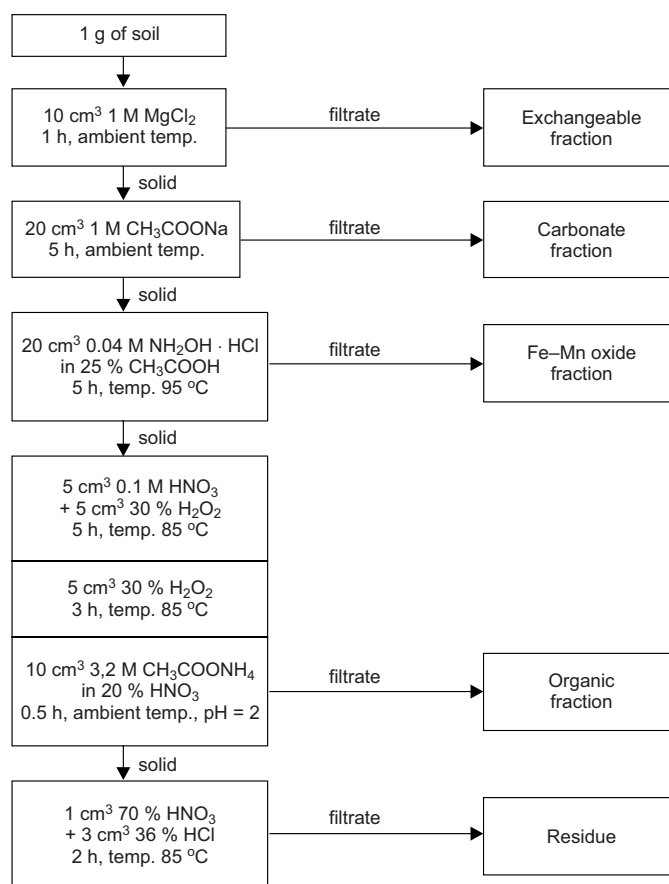 1 g of soil
10 cm³ 1 M MgCl₂
1 h, ambient temp.
filtrate
Exchangeable
fraction
solid
20 cm³ 1 M CH₃COONa
5 h, ambient temp.
filtrate
Carbonate
fraction
solid
20 cm³ 0.04 M NH₂OH · HCl
in 25 % CH₃COOH
5 h, temp. 95 °C
filtrate
Fe–Mn oxide
fraction
solid
5 cm³ 0.1 M HNO₃
+ 5 cm³ 30 % H₂O₂
5 h, temp. 85 °C
5 cm³ 30 % H₂O₂
3 h, temp. 85 °C
10 cm³ 3,2 M CH₃COONH₄
in 20 % HNO₃
0.5 h, ambient temp., pH = 2
filtrate
Organic
fraction
solid
1 cm³ 70 % HNO₃
+ 3 cm³ 36 % HCl
2 h, temp. 85 °C
filtrate
Residue